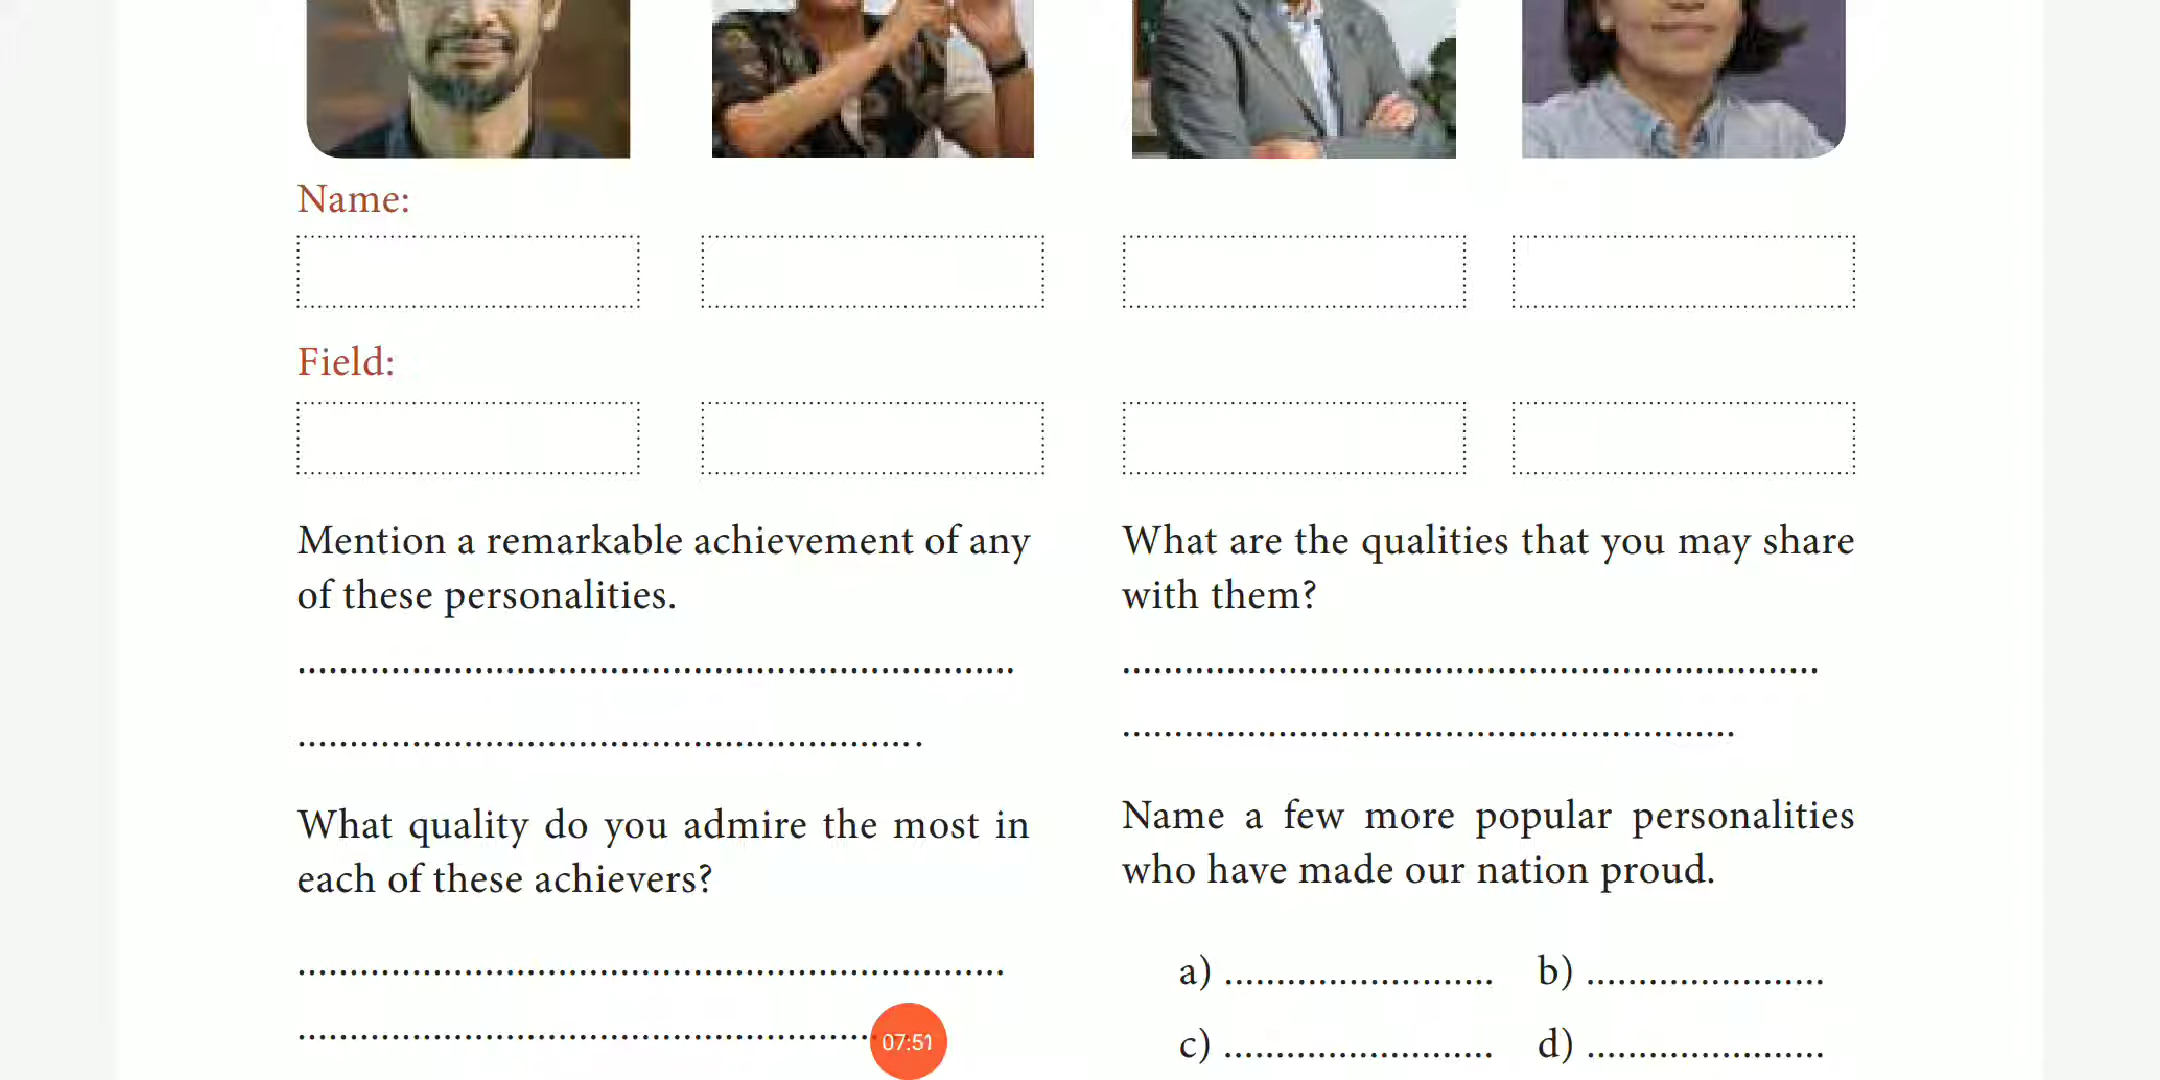 Name:
Field:
Mention a remarkable achievement of any
of these personalities.
What quality do you admire the most in
each of these achievers?
What are the qualities that you may share
with them?
Name a few more popular personalities
who have made our nation proud.
a) ........................... b) ........................
c) ........................... d) ........................
07:51